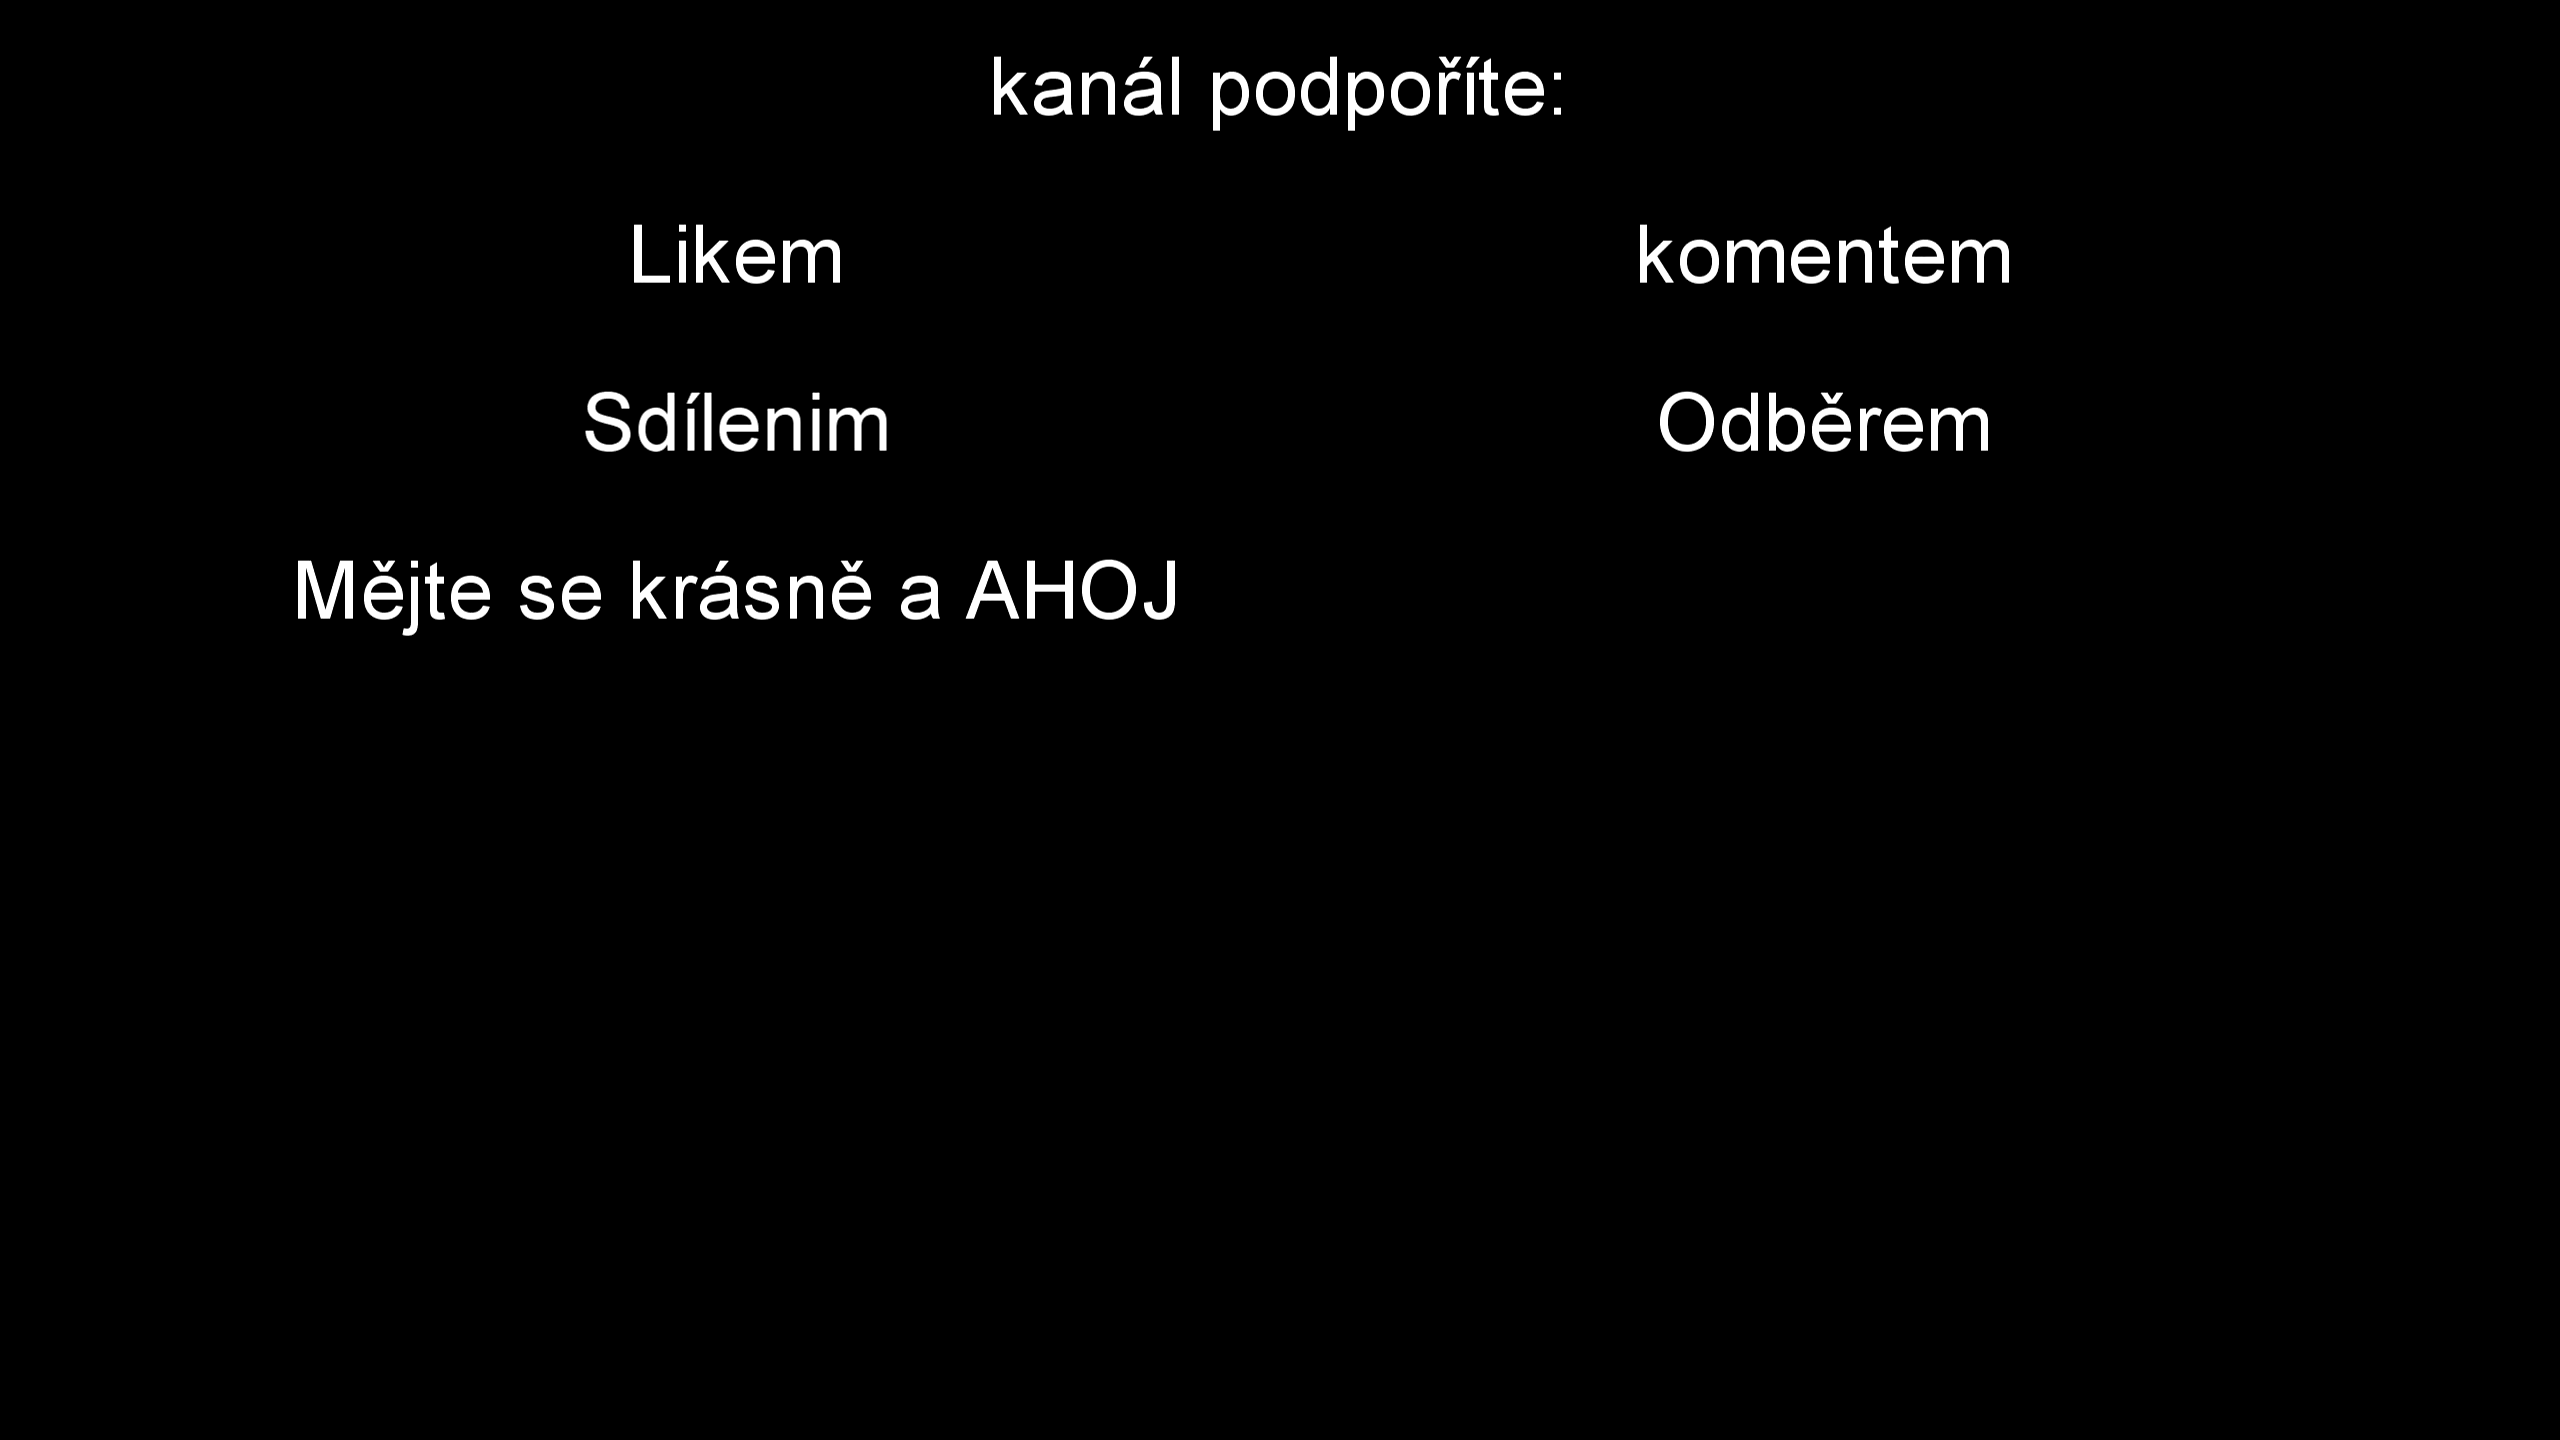 kanál podpoříte:
Likem komentem
Sdílenim Odběrem
Mějte se krásně a AHOJ